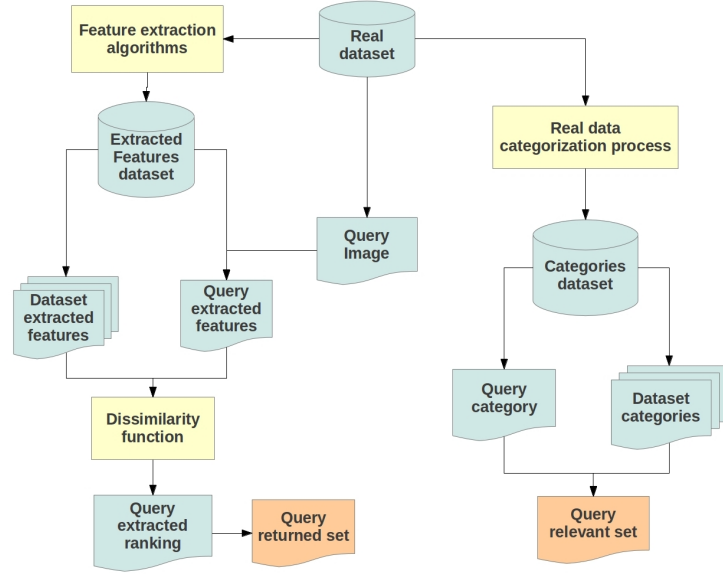 Feature extraction
algorithms
Real
dataset
Extracted
Features
dataset
Real data
categorization process
Query
Image
Categories
dataset
Dataset
extracted
features
Query
extracted
features
Query
category
Dataset
categories
Dissimilarity
function
Query
extracted
ranking
Query
returned set
Query
relevant set